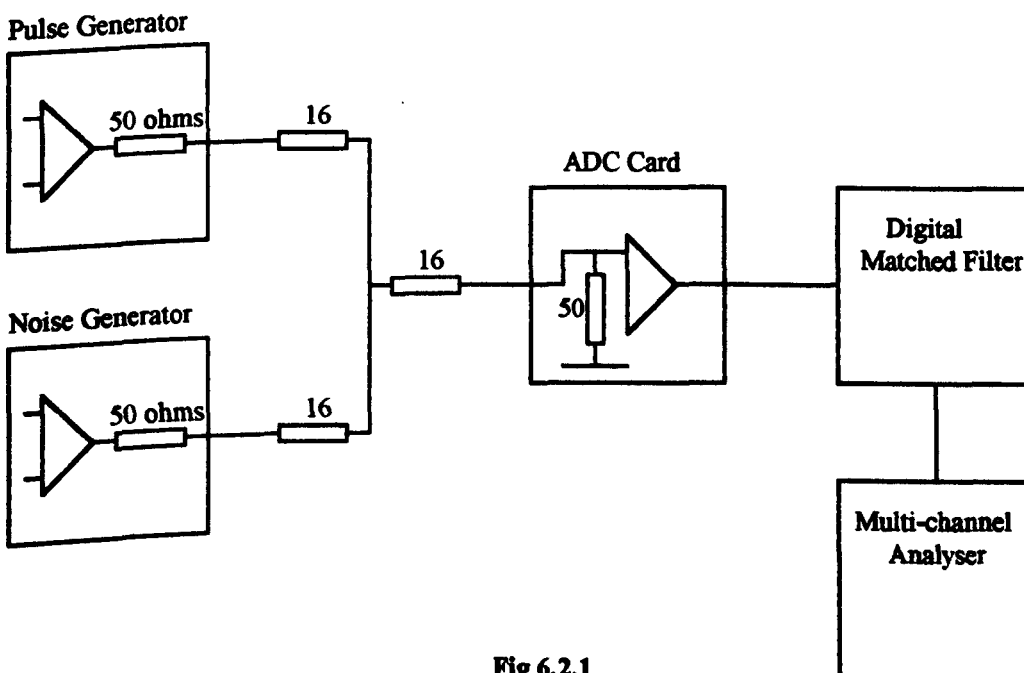 Pulse Generator
50 ohms
16
ADC Card
Digital
Matched Filter
16
50
Noise Generator
50 ohms
16
Multi-channel
Analyser
Fig 6.2.1